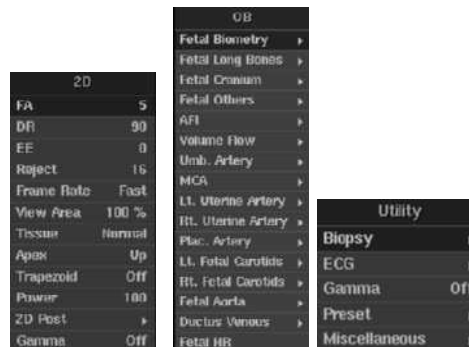 2D
FA 5
DR 90
EE 0
Reject 16
Frame Rate Fast
View Area 100 %
Tissue Normal
Apex Up
Trapezoid Off
Power 100
2D Post
Gamma Off
OB
Fetal Biometry
Fetal Long Bones
Fetal Cranium
Fetal Others
AFI
Volume Flow
Umb. Artery
MCA
Lt. Uterine Artery
Rt. Uterine Artery
Plac. Artery
Lt. Fetal Carotids
Rt. Fetal Carotids
Fetal Aorta
Ductus Venous
Fetal HR
Utility
Biopsy
ECG
Gamma Off
Preset
Miscellaneous